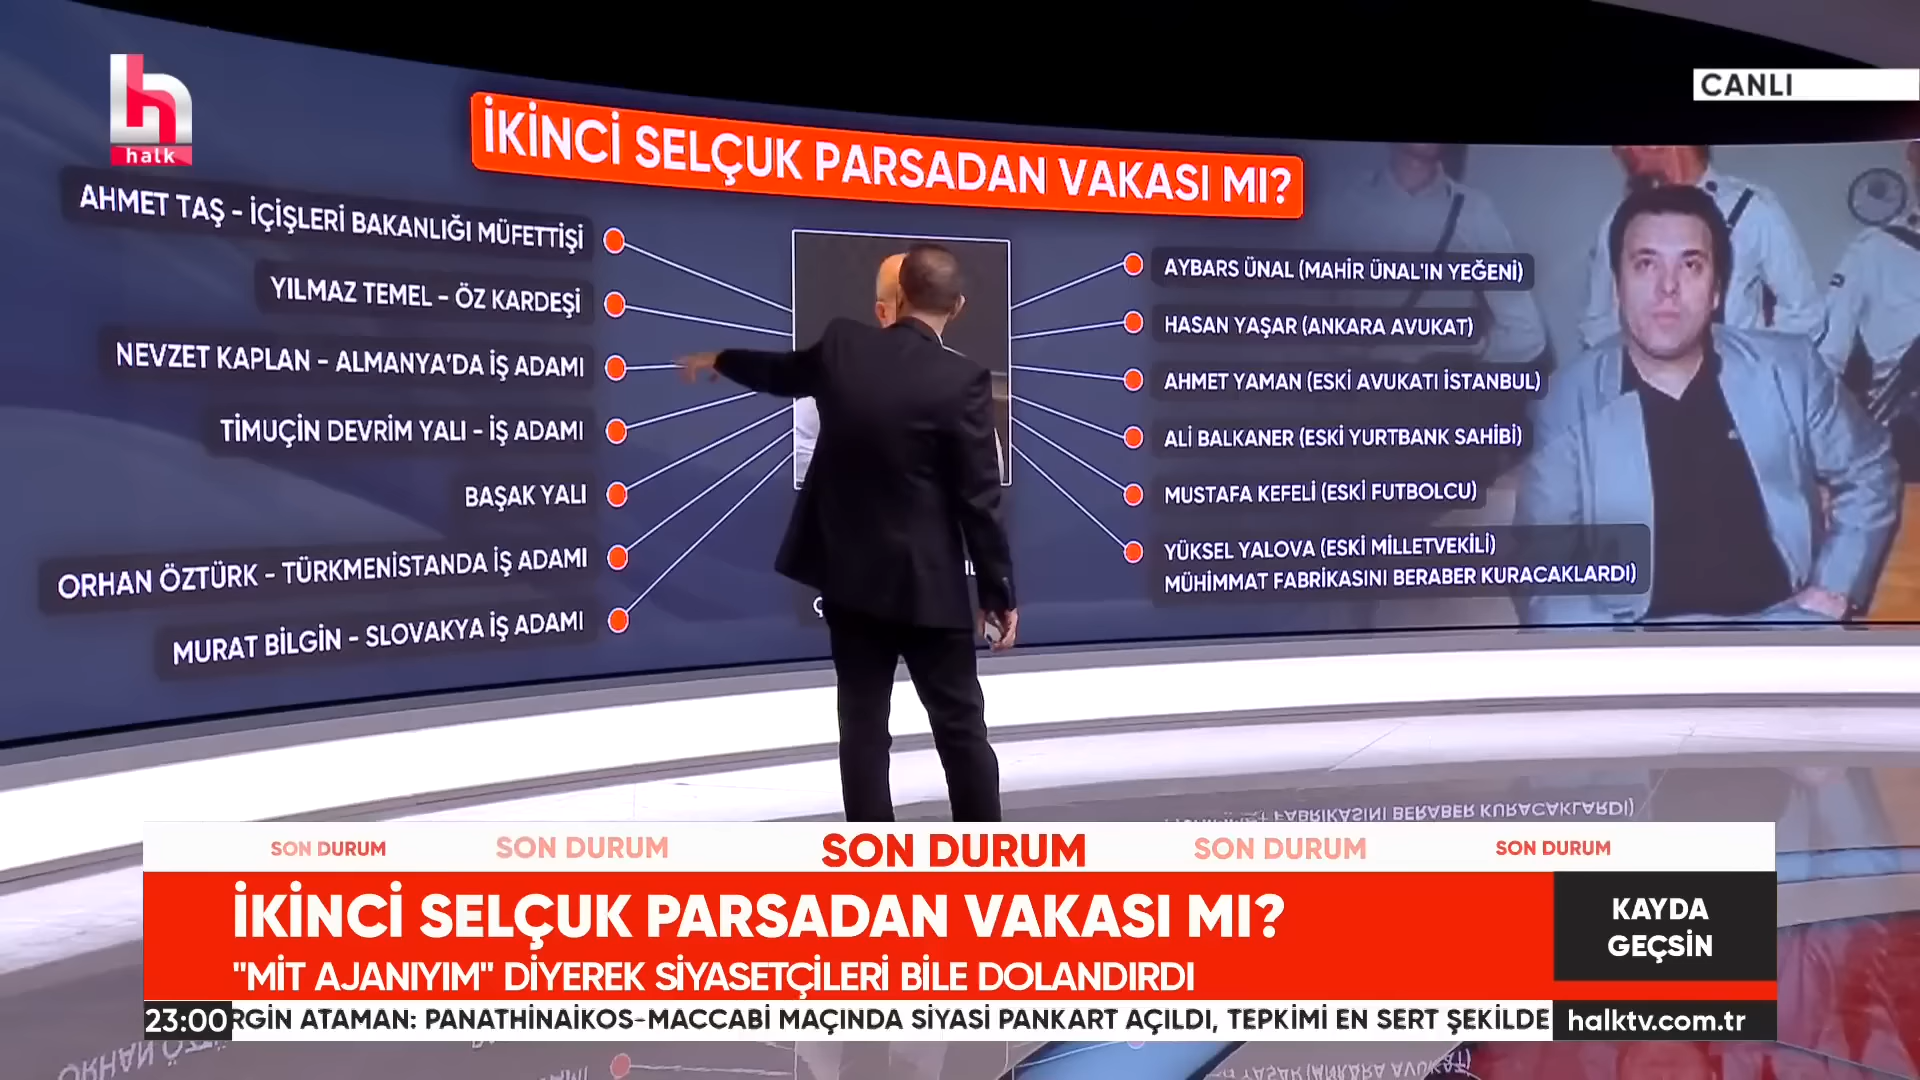 halk
CANLI
İKİNCİ SELÇUK PARSADAN VAKASI MI?
AHMET TAŞ - İÇİŞLERİ BAKANLIĞI MÜFETTİŞİ
YILMAZ TEMEL - ÖZ KARDEŞİ
NEVZET KAPLAN - ALMANYA'DA İŞ ADAMI
TİMUÇİN DEVRİM YALI - İŞ ADAMI
BAŞAK YALI
ORHAN ÖZTÜRK - TÜRKMENİSTANDA İŞ ADAMI
MURAT BİLGİN - SLOVAKYA İŞ ADAMI
AYBARS ÜNAL (MAHİR ÜNAL'IN YEĞENİ)
HASAN YAŞAR (ANKARA AVUKAT)
AHMET YAMAN (ESKİ AVUKATI İSTANBUL)
ALİ BALKANER (ESKİ YURTBANK SAHİBİ)
MUSTAFA KEFELİ (ESKİ FUTBOLCU)
YÜKSEL YALOVA (ESKİ MİLLETVEKİLİ)
MÜHİMMAT FABRİKASINI BERABER KURACAKLARDI)
SON DURUM SON DURUM SON DURUM SON DURUM SON DURUM
İKİNCİ SELÇUK PARSADAN VAKASI MI?
"MİT AJANIYIM" DİYEREK SİYASETÇİLERİ BİLE DOLANDIRDI
KAYDA
GEÇSİN
23:00 RGİN ATAMAN: PANATHİNAİKOS-MACCABİ MAÇINDA SİYASİ PANKART AÇILDI, TEPKİMİ EN SERT ŞEKİLDE
halktv.com.tr